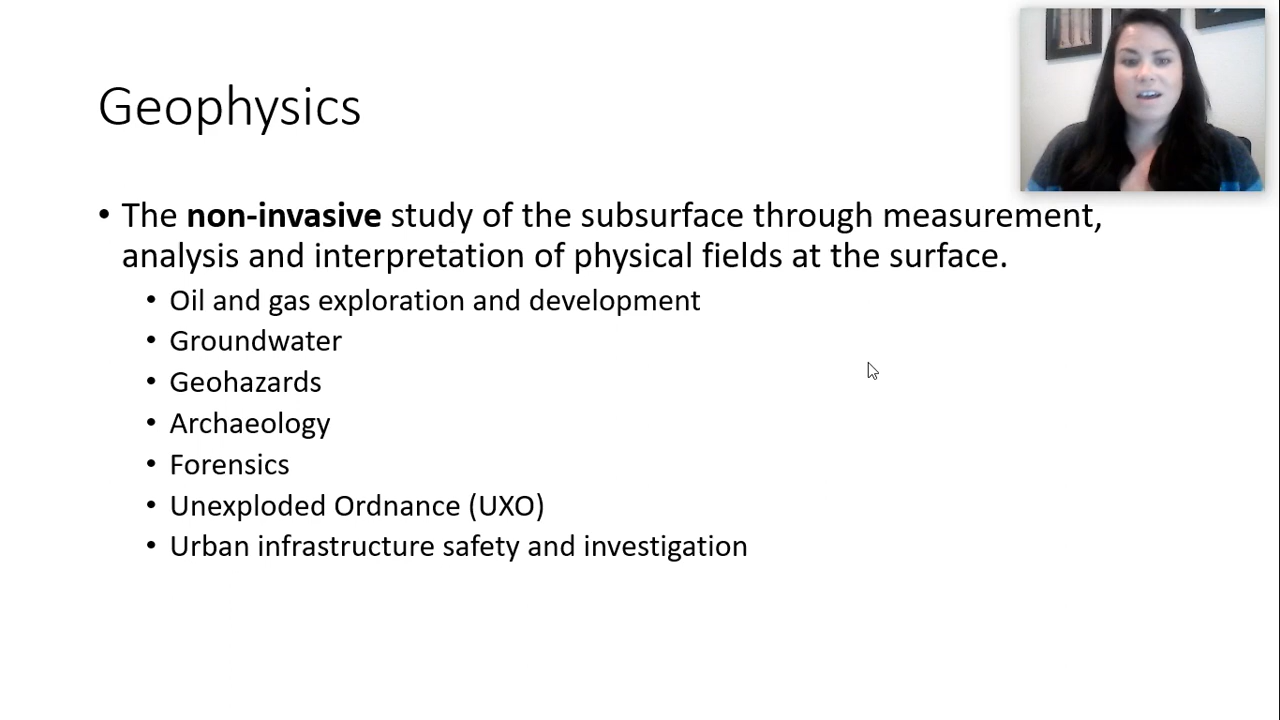 Geophysics
• The non-invasive study of the subsurface through measurement,
analysis and interpretation of physical fields at the surface.
• Oil and gas exploration and development
• Groundwater
• Geohazards
• Archaeology
• Forensics
• Unexploded Ordnance (UXO)
• Urban infrastructure safety and investigation